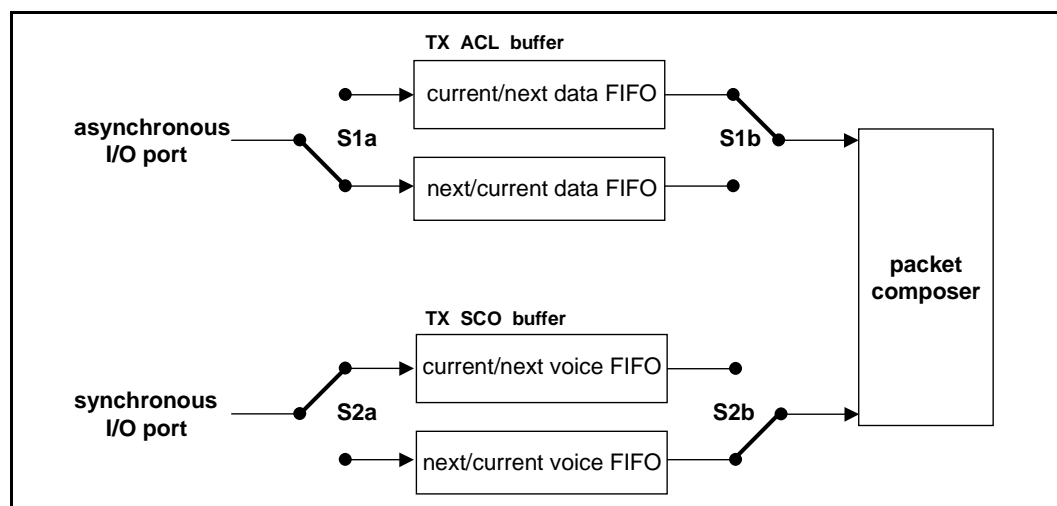 TX ACL buffer
current/next data FIFO
asynchronous
I/O port
S1a
S1b
next/current data FIFO
packet
composer
TX SCO buffer
current/next voice FIFO
synchronous
I/O port
S2a
S2b
next/current voice FIFO